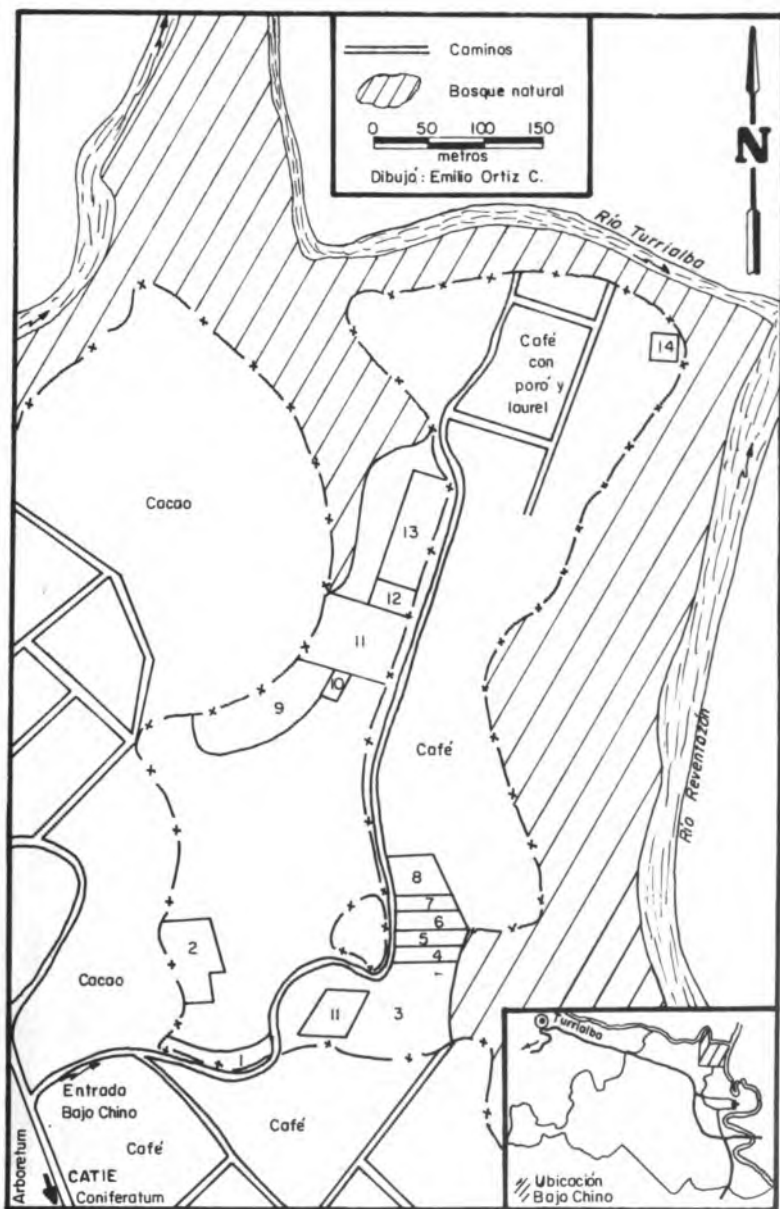 Caminos
Bosque natural
0 50 100 150
metros
Dibujó: Emilio Ortiz C.
N
Río Turrialba
Café
con
poró y
laurel
14
Cacao
13
12
11
10
9
Café
Río Reventazón
8
7
6
5
4
2
3
Cacao
11
1
Entrada
Bajo Chino
Café
Café
Arboretum
CATIE
Coniferatum
Turrialba
Ubicación
Bajo Chino